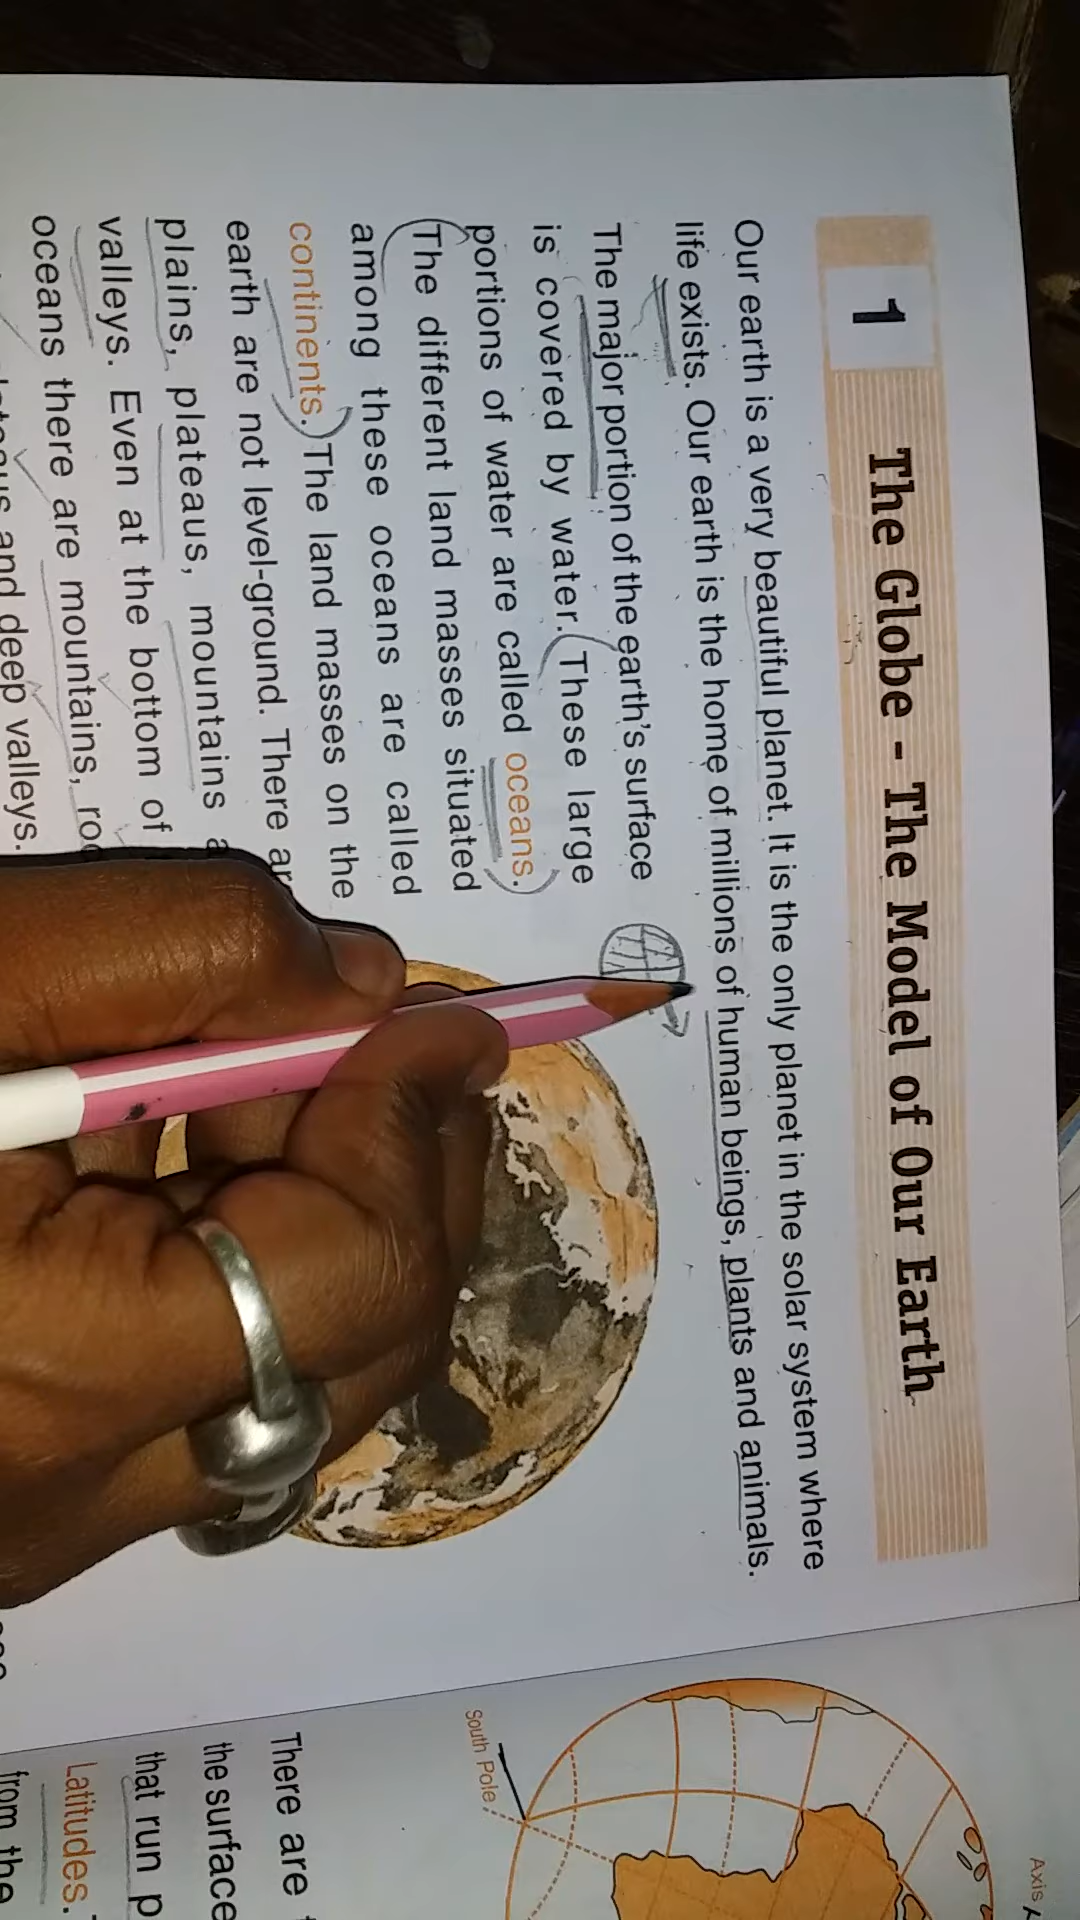 1 The Globe - The Model of Our Earth
Our earth is a very beautiful planet. It is the only planet in the solar system where
life exists. Our earth is the home of millions of human beings, plants and animals.
The major portion of the earth's surface
is covered by water. These large
portions of water are called oceans.
The different land masses situated
among these oceans are called
continents. The land masses on the
earth are not level-ground. There
plains, plateaus, mountains
valleys. Even at the bottom of
oceans there are mountains,
and deep valleys.
South Pole
Axis
There are
the surface
that run p
Latitudes.
from the